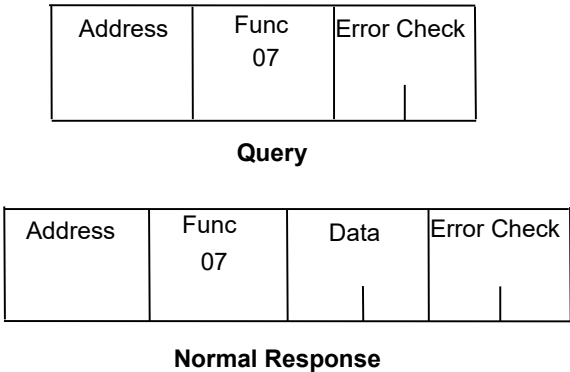 Address Func Error Check
07
Query
Address Func Data Error Check
07
Normal Response